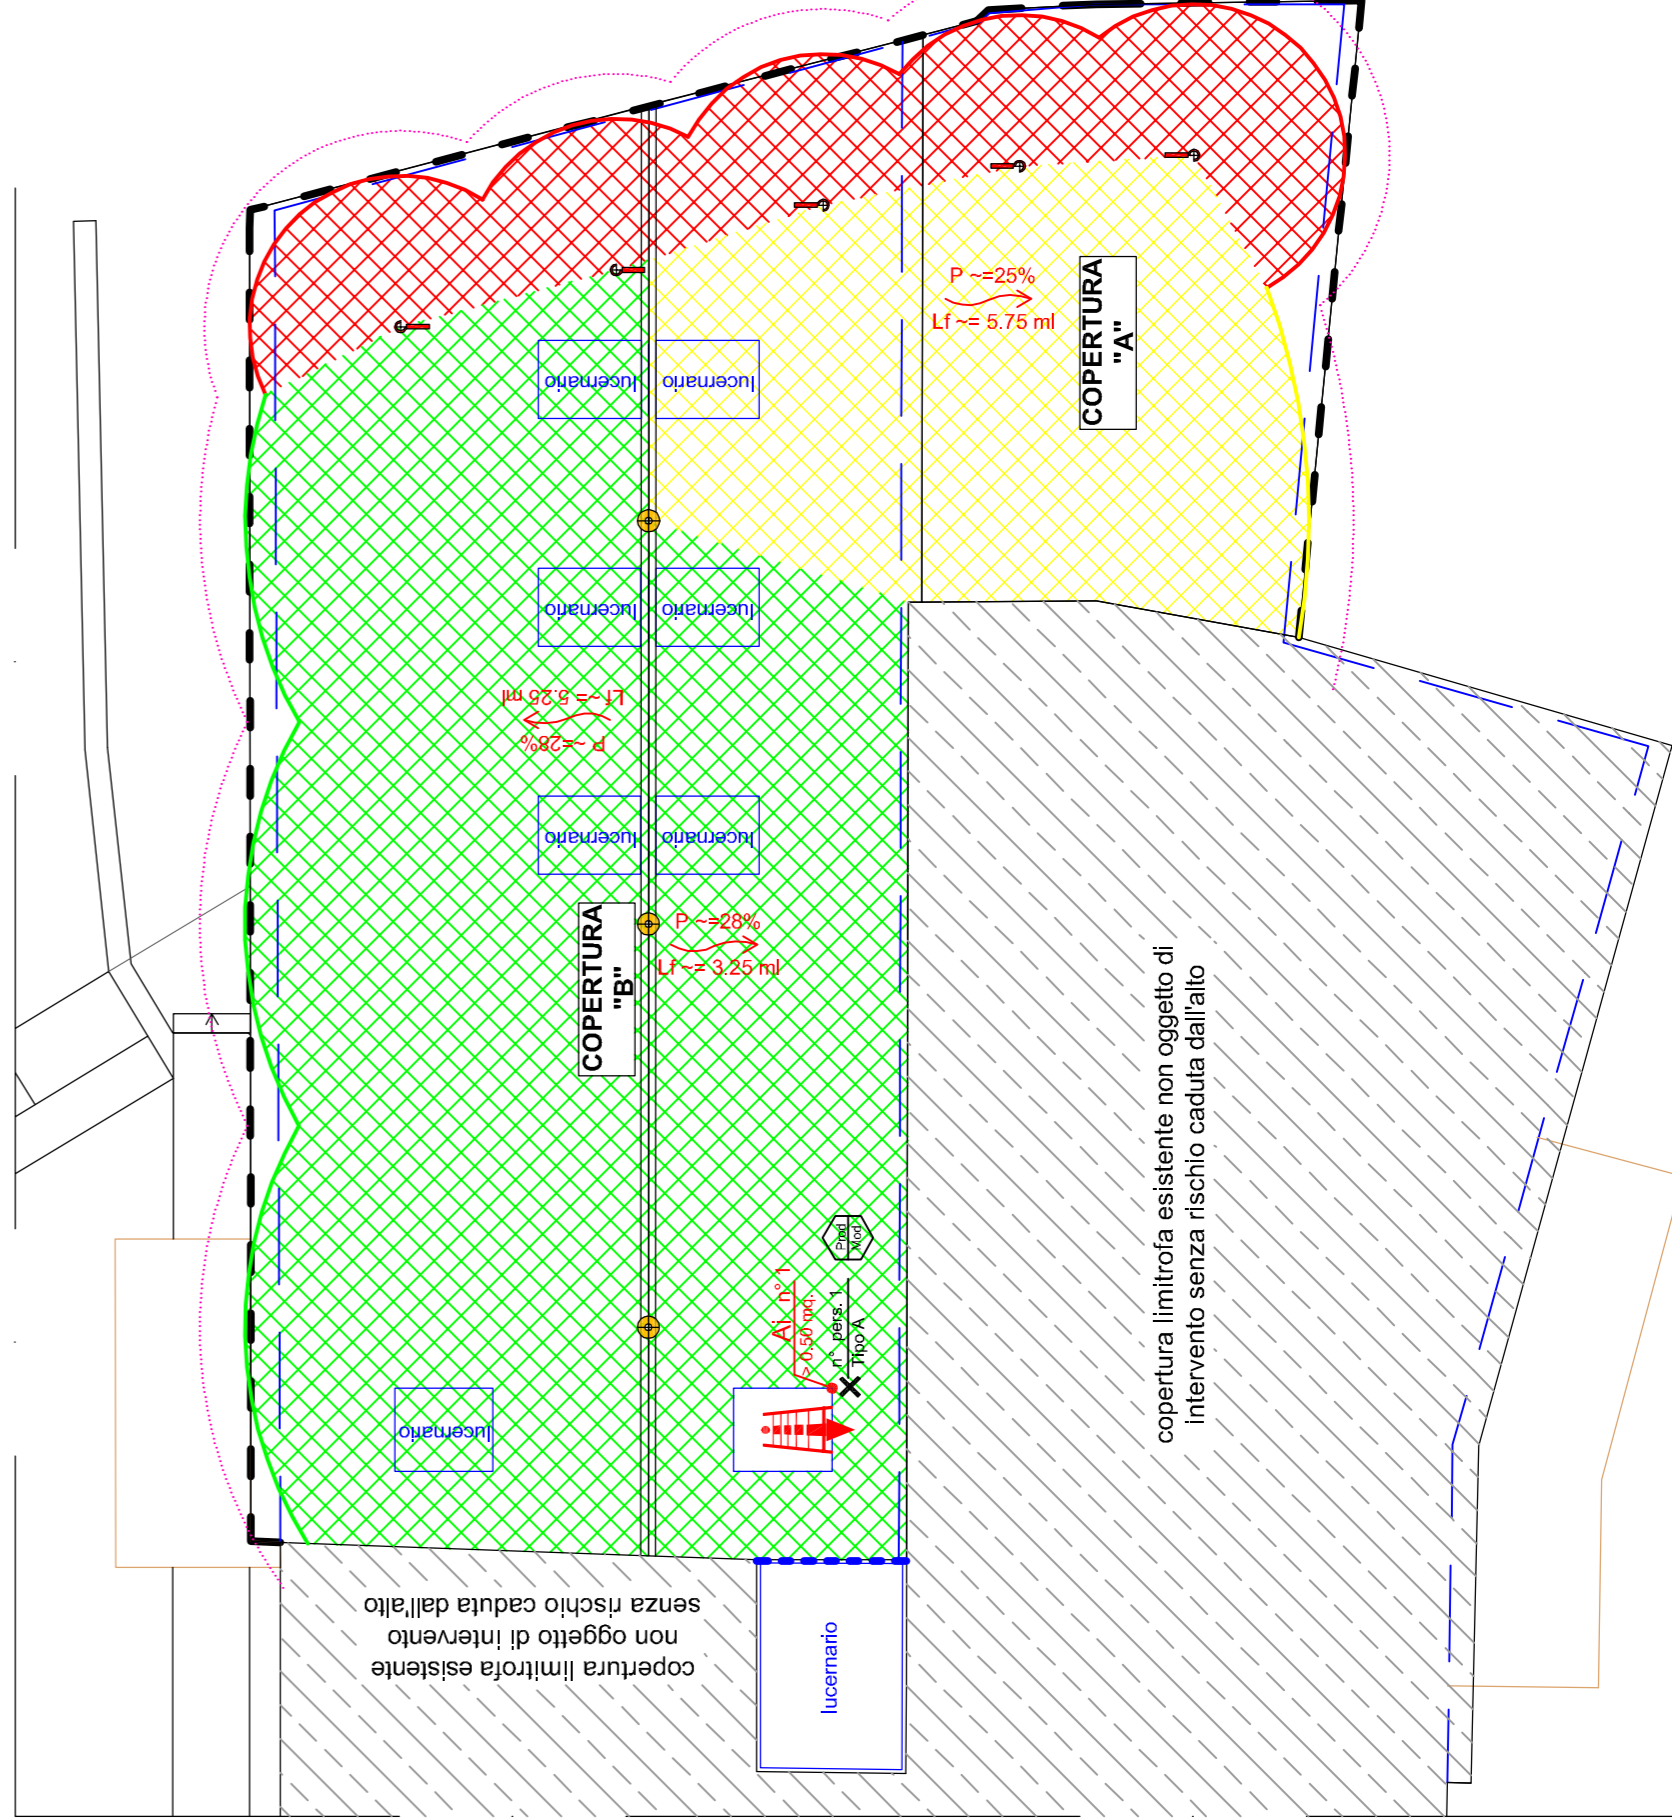 P ~=25%
Lf ~= 5.75 ml
COPERTURA
"A"
lucernario
lucernario
lucernario
lucernario
Lf ~= 5.25 ml
P ~=28%
lucernario
lucernario
COPERTURA
"B"
P ~=28%
Lf ~= 3.25 ml
copertura limitrofa esistente non oggetto di
intervento senza rischio caduta dall'alto
Prod
Mod
Ai n°1
> 0.50 mq.
n° pers. 1
Tipo A
lucernario
copertura limitrofa esistente
non oggetto di intervento
senza rischio caduta dall'alto
lucernario